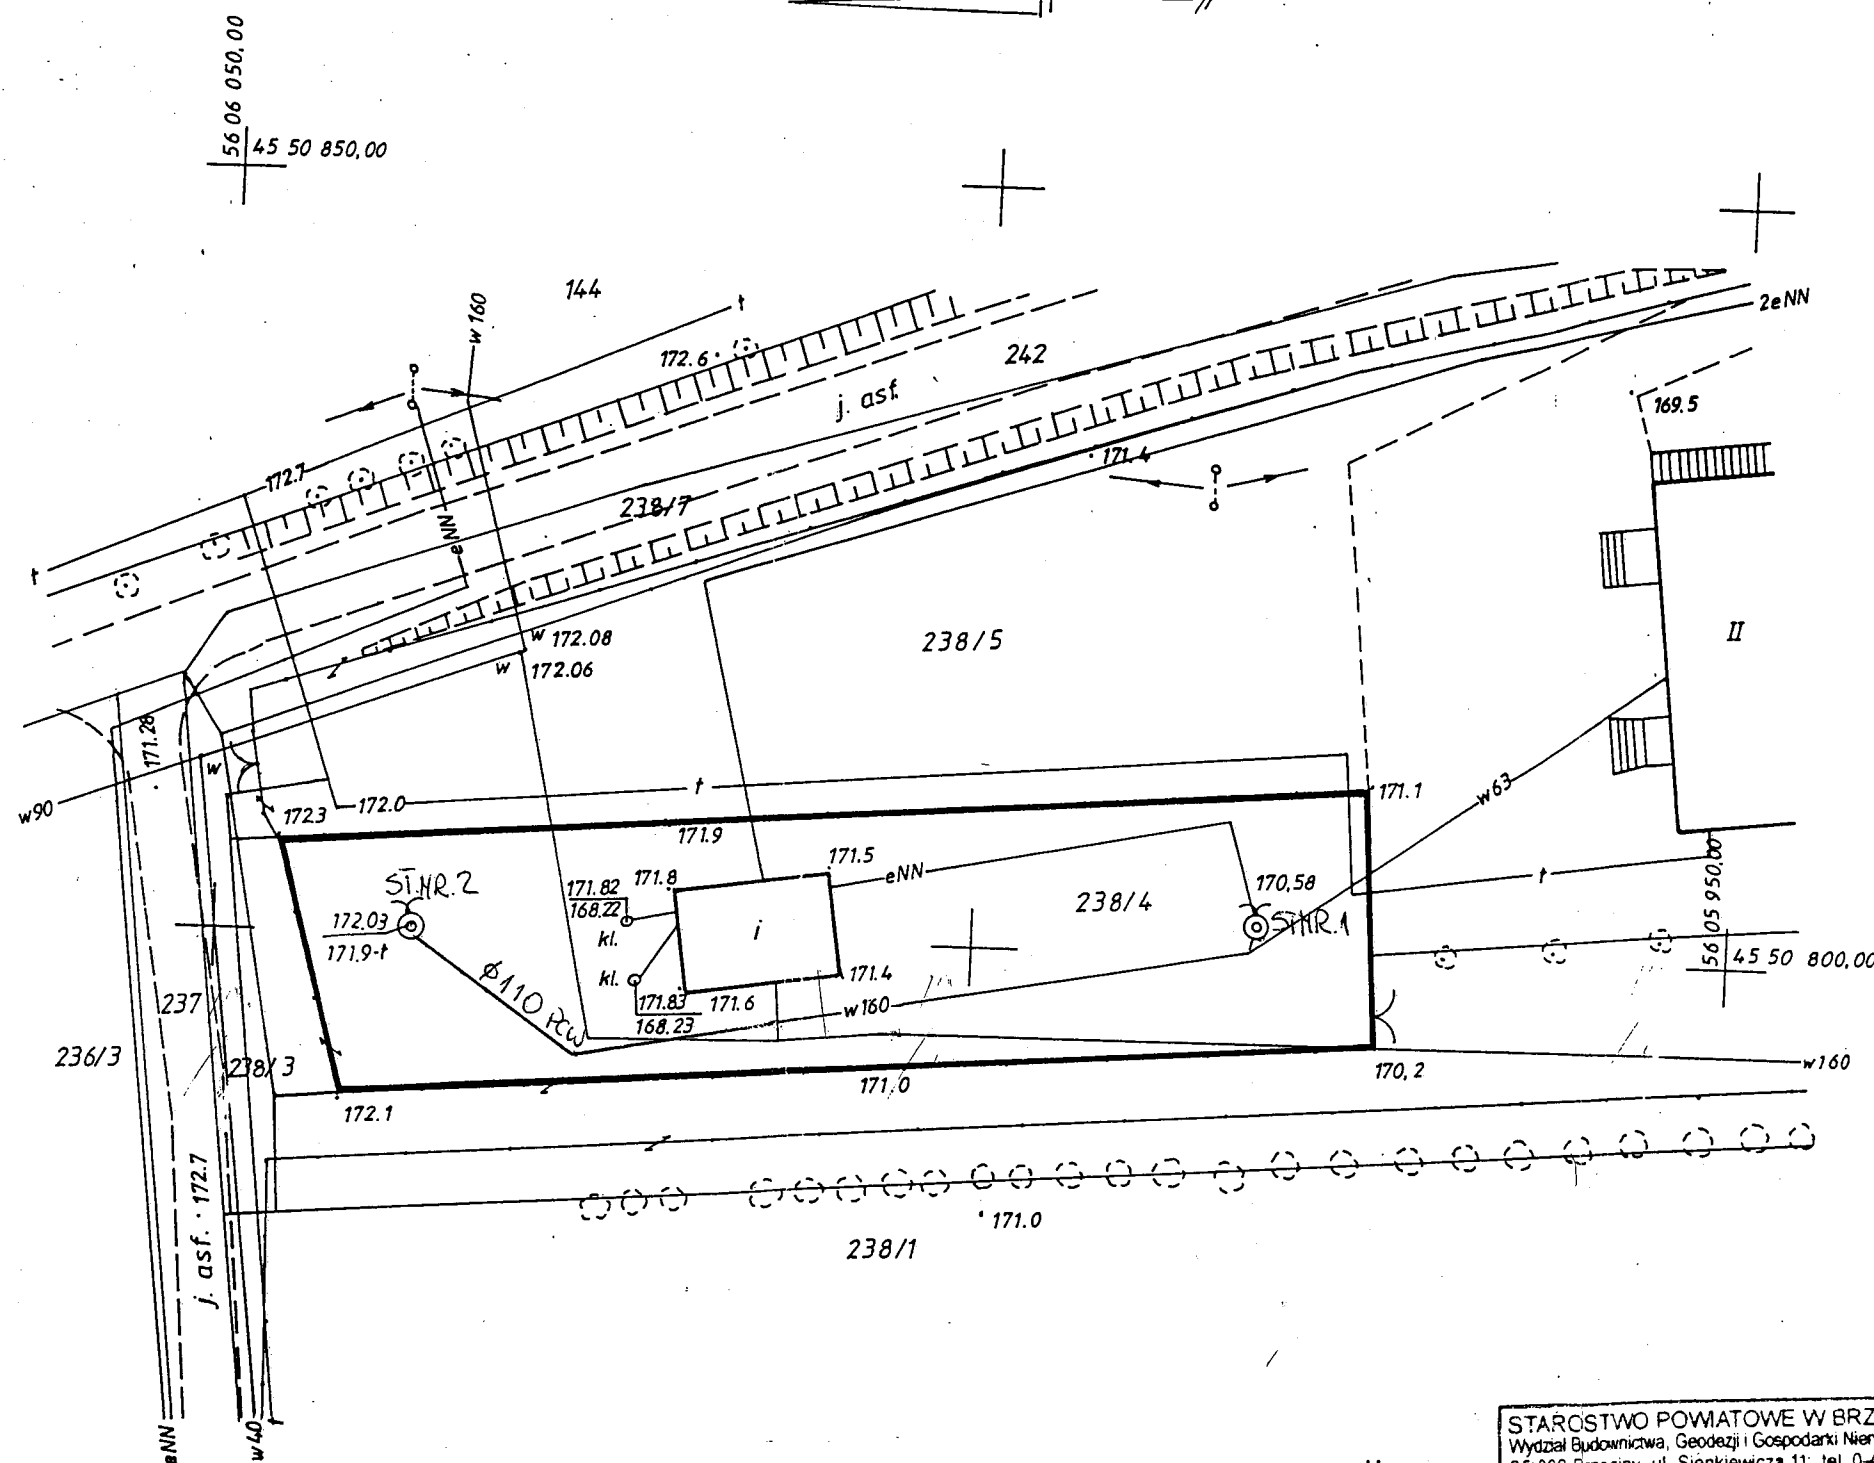 56 06 050,00
45 50 850,00
144
w160
t
172.6
242
2eNN
j. asf.
169.5
172.7
171.4
238/7
eNN
t
w 172.08
w 172.06
238/5
II
171.28
w
w90
172.3
172.0
t
171.1
w63
171.9
171.5
ST.NR.2
171.8
eNN
171.82
168.22
170,58
t
56 05 950,00
172.03
171.9-t
kl.
i
238/4
ST.NR.1
45 50 800,00
Ø110 PCW
kl.
171.4
171.83
168.23
171.6
w160
237
236/3
238/3
171.0
170,2
w160
172.1
j. asf. 172.7
171.0
238/1
eNN
w40
t
STAROSTWO POWIATOWE W BRZ
Wydział Budownictwa, Geodezji i Gospodarki Nier